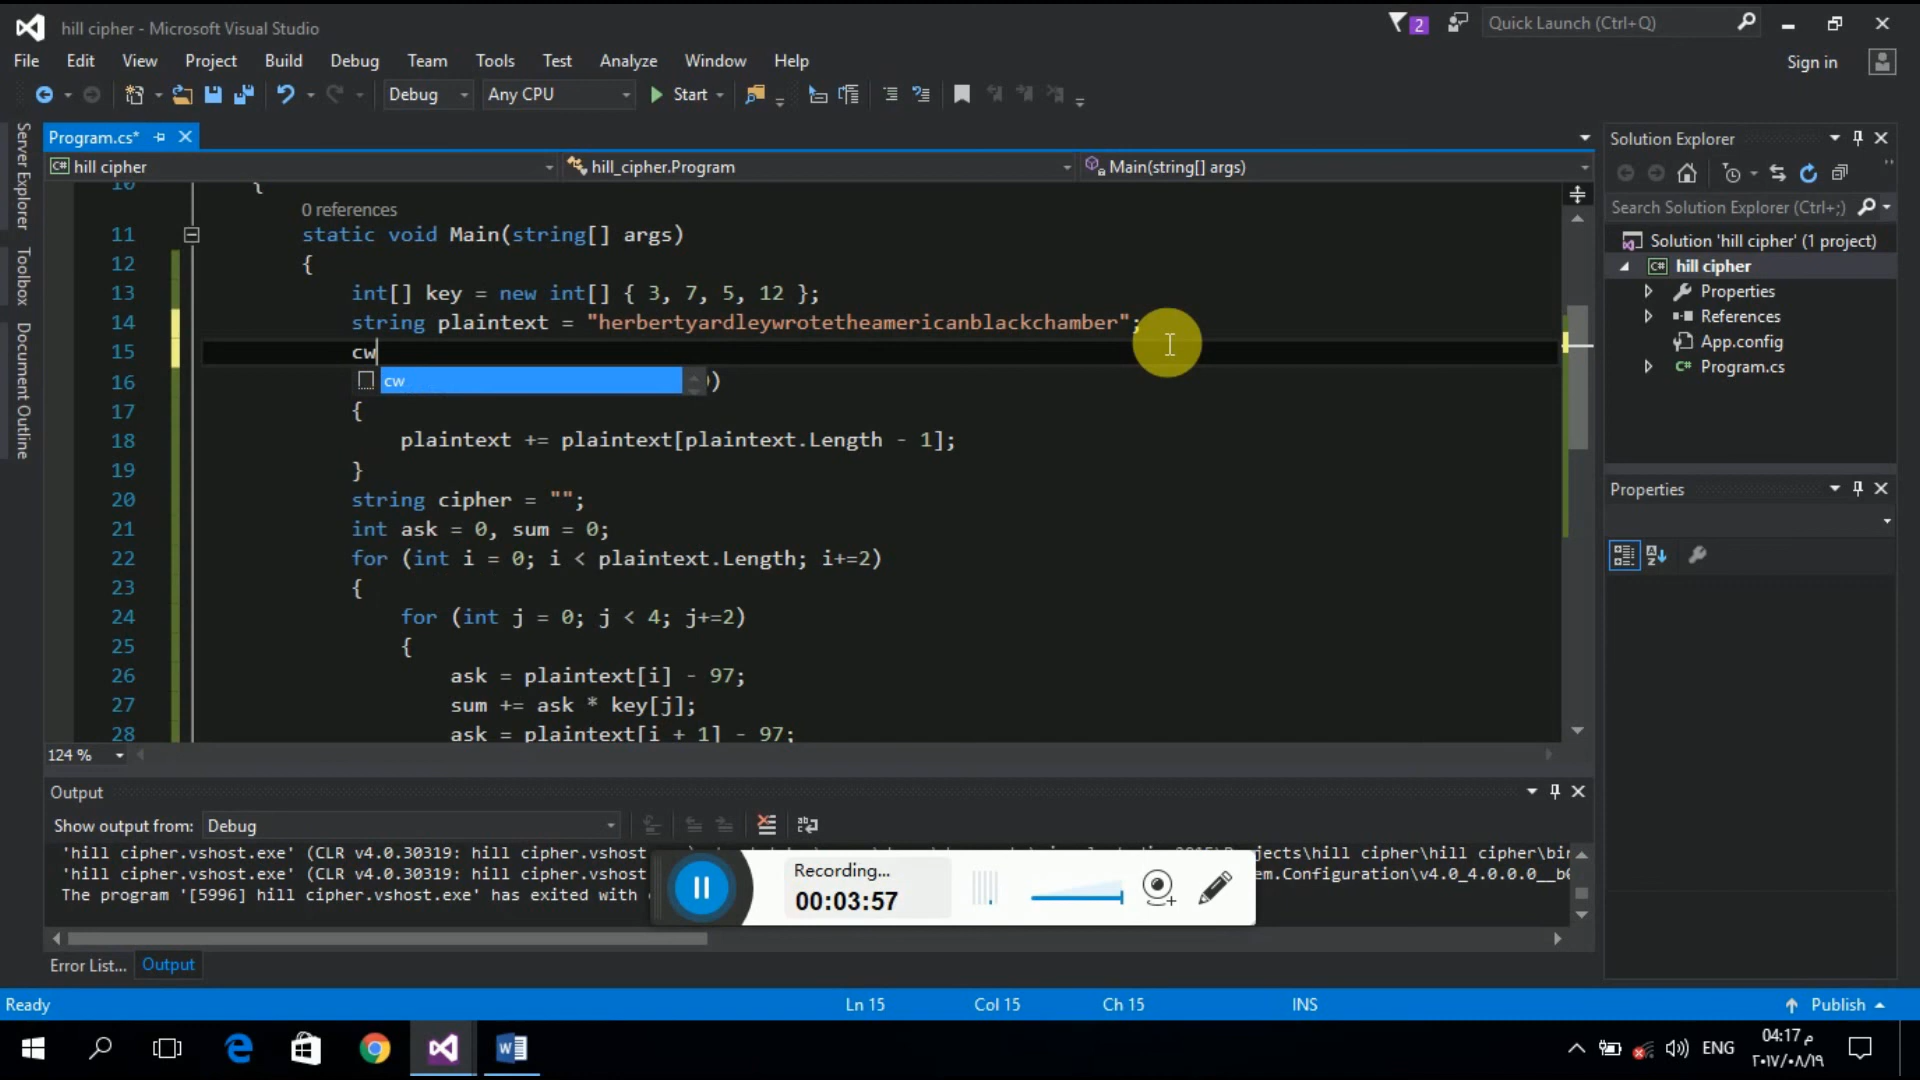 hill cipher - Microsoft Visual Studio
2
Quick Launch (Ctrl+Q)
File Edit View Project Build Debug Team Tools Test Analyze Window Help
Sign in
Debug Any CPU Start
Server Explorer
Toolbox
Document Outline
Program.cs*
hill cipher hill_cipher.Program Main(string[] args)
10 {
0 references
11 static void Main(string[] args)
12 {
13 int[] key = new int[] { 3, 7, 5, 12 };
14 string plaintext = "herbertyardleywrotetheamericanblackchamber";
15 cw
16 cw )
17 {
18 plaintext += plaintext[plaintext.Length - 1];
19 }
20 string cipher = "";
21 int ask = 0, sum = 0;
22 for (int i = 0; i < plaintext.Length; i+=2)
23 {
24 for (int j = 0; j < 4; j+=2)
25 {
26 ask = plaintext[i] - 97;
27 sum += ask * key[j];
28 ask = plaintext[i + 1] - 97;
124 %
Solution Explorer
Search Solution Explorer (Ctrl+;)
Solution 'hill cipher' (1 project)
C# hill cipher
Properties
References
App.config
C# Program.cs
Properties
Output
Show output from: Debug
'hill cipher.vshost.exe' (CLR v4.0.30319: hill cipher.vshost jects\hill cipher\hill cipher\bin
'hill cipher.vshost.exe' (CLR v4.0.30319: hill cipher.vshost em.Configuration\v4.0_4.0.0.0__b0
The program '[5996] hill cipher.vshost.exe' has exited with
Recording...
00:03:57
Error List... Output
Ready Ln 15 Col 15 Ch 15 INS Publish
ENG
04:17 م
٢٠١٧/٠٨/١٩